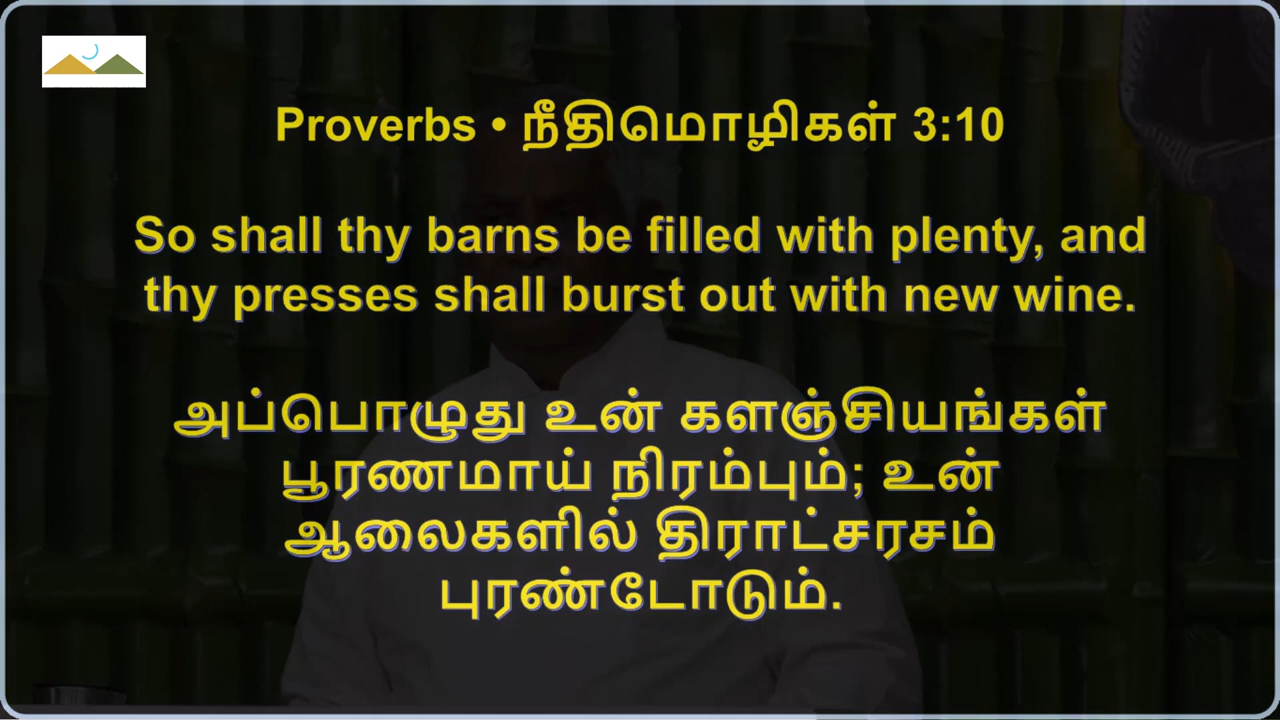 Proverbs • நீதிமொழிகள் 3:10
So shall thy barns be filled with plenty, and
thy presses shall burst out with new wine.
அப்பொழுது உன் களஞ்சியங்கள்
பூரணமாய் நிரம்பும்; உன்
ஆலைகளில் திராட்சரசம்
புரண்டோடும்.